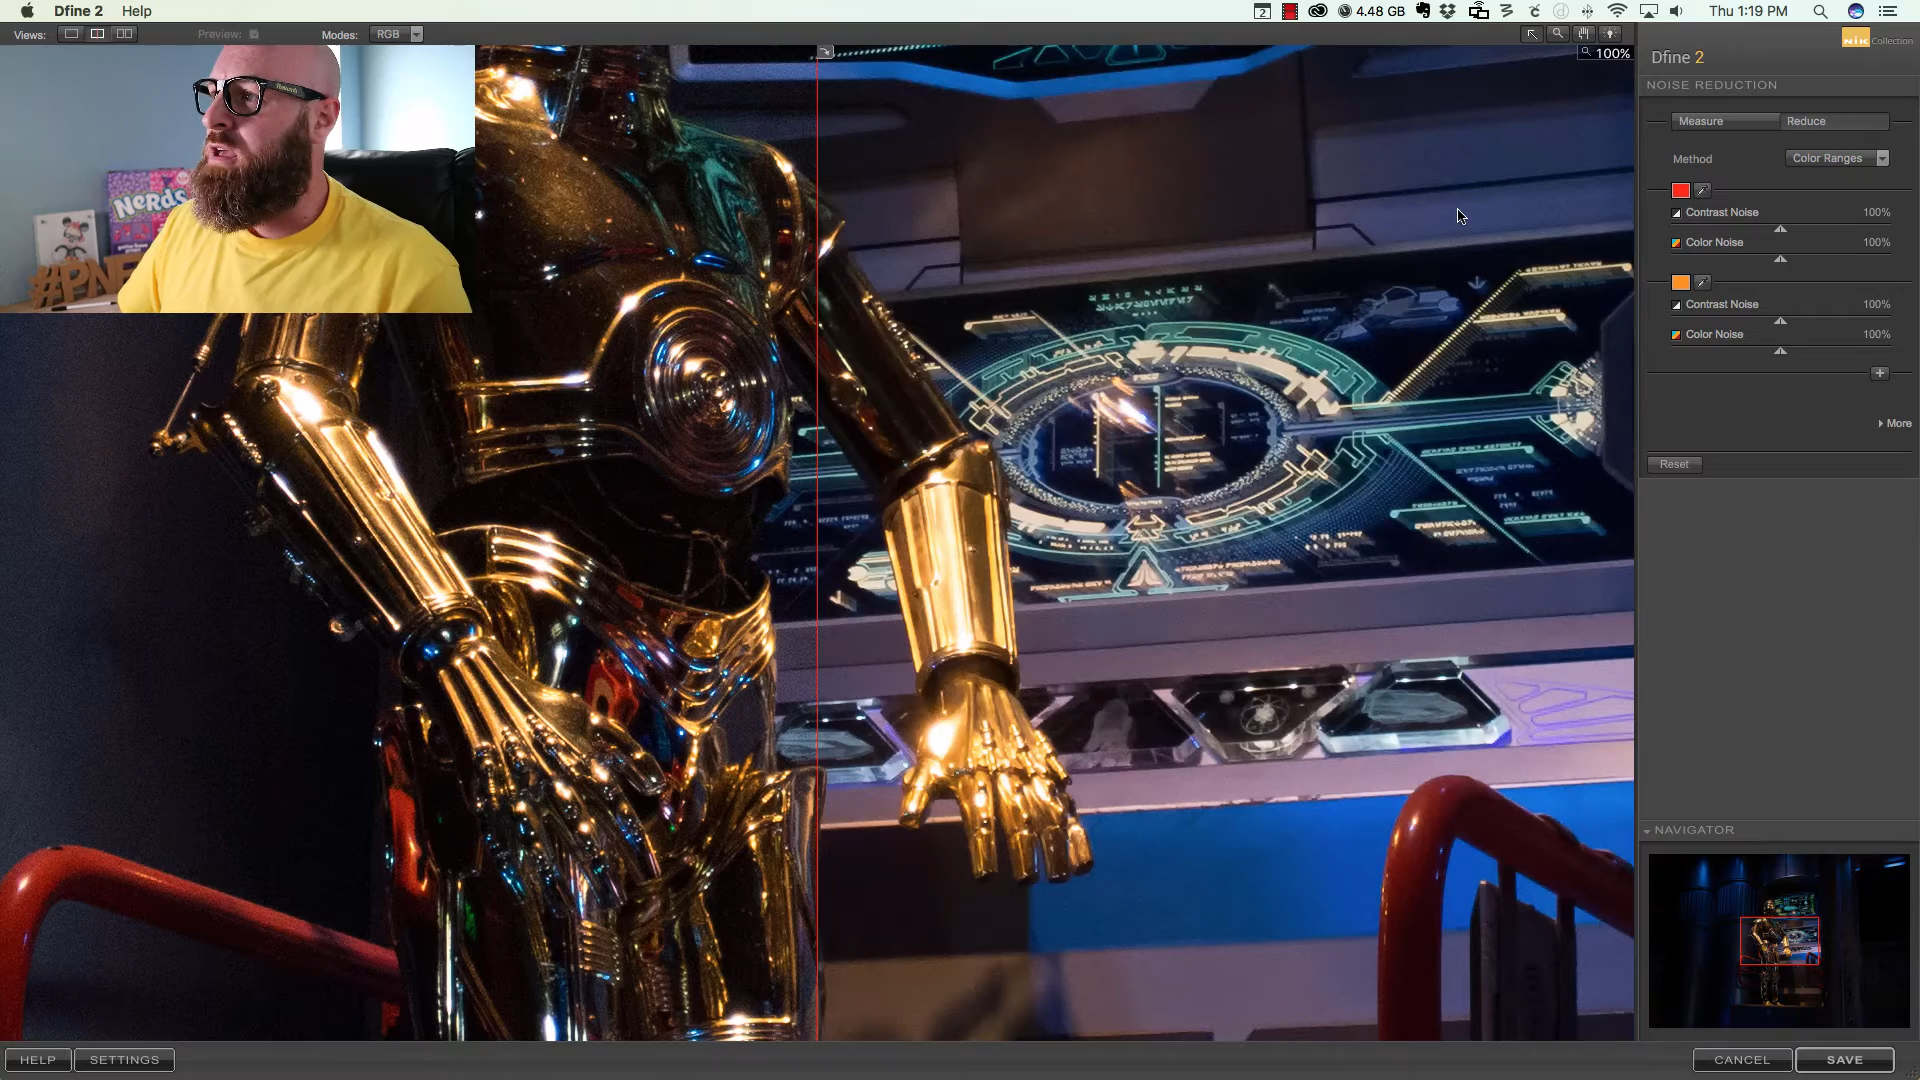 Dfine 2 Help
2 4.48 GB Thu 1:19 PM
Views: Preview: Modes: RGB
100%
Nik Collection
Dfine 2
NOISE REDUCTION
Measure Reduce
Method Color Ranges
Contrast Noise 100%
Color Noise 100%
Contrast Noise 100%
Color Noise 100%
More
Reset
NERDS
NAVIGATOR
HELP SETTINGS
CANCEL SAVE